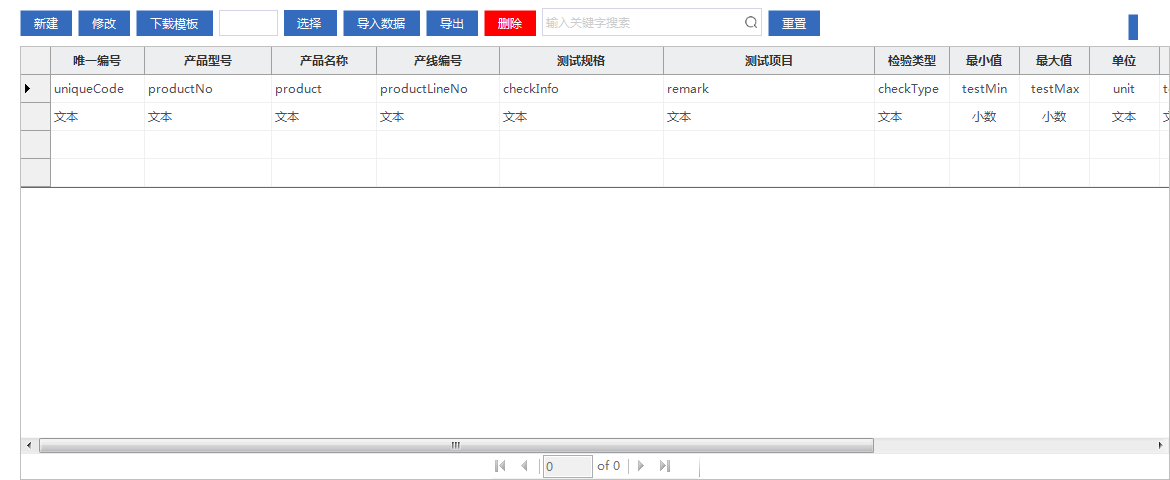 新建 修改 下载模板 选择 导入数据 导出 删除 输入关键字搜索 重置
唯一编号 产品型号 产品名称 产线编号 测试规格 测试项目 检验类型 最小值 最大值 单位
uniqueCode productNo product productLineNo checkInfo remark checkType testMin testMax unit
文本 文本 文本 文本 文本 文本 文本 小数 小数 文本
0 of 0